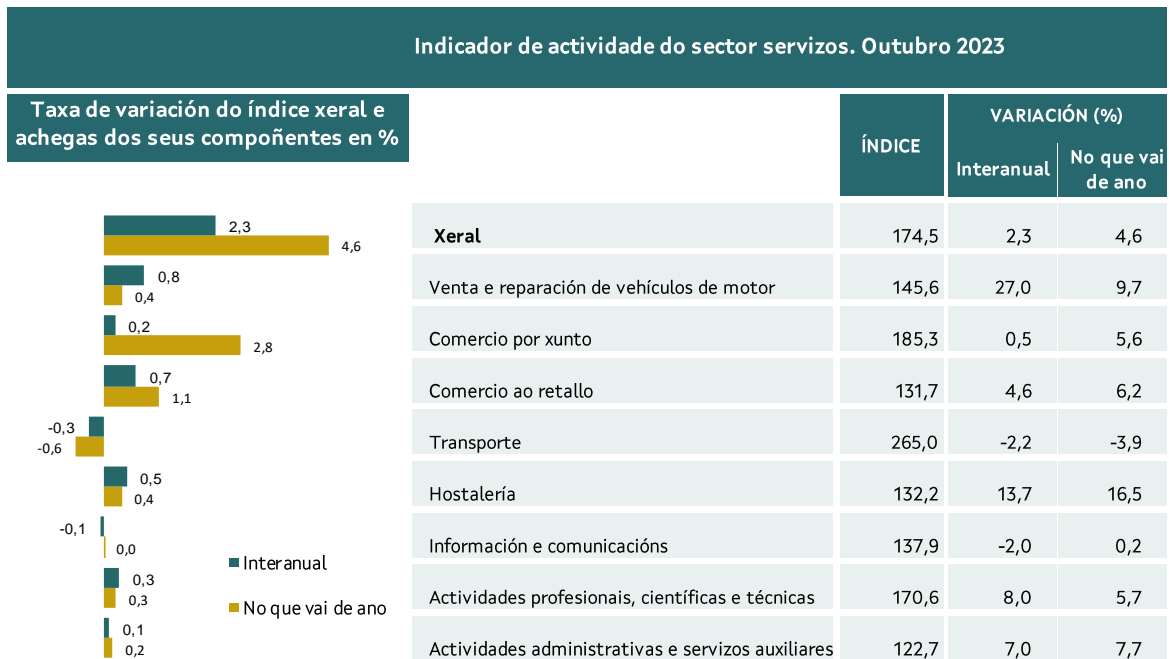 Indicador de actividade do sector servizos. Outubro 2023
Taxa de variación do índice xeral e
achegas dos seus compoñentes en %
ÍNDICE
VARIACIÓN (%)
Interanual
No que vai
de ano
2,3
4,6
Xeral 174,5 2,3 4,6
0,8
0,4
Venta e reparación de vehículos de motor 145,6 27,0 9,7
0,2
2,8
Comercio por xunto 185,3 0,5 5,6
0,7
1,1
Comercio ao retallo 131,7 4,6 6,2
-0,3
-0,6
Transporte 265,0 -2,2 -3,9
0,5
0,4
Hostalería 132,2 13,7 16,5
-0,1
0,0
Información e comunicacións 137,9 -2,0 0,2
Interanual
0,3
0,3
No que vai de ano
Actividades profesionais, científicas e técnicas 170,6 8,0 5,7
0,1
0,2
Actividades administrativas e servizos auxiliares 122,7 7,0 7,7